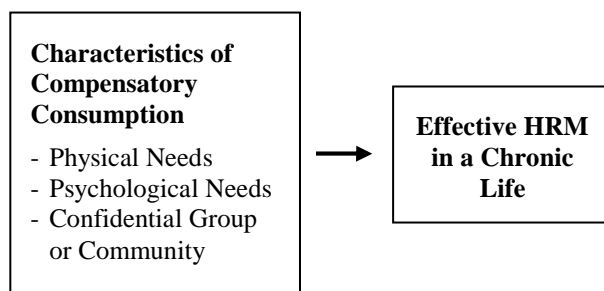 Characteristics of
Compensatory
Consumption
- Physical Needs
- Psychological Needs
- Confidential Group
or Community
Effective HRM
in a Chronic
Life